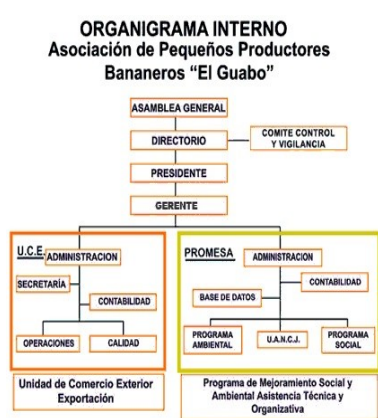 ORGANIGRAMA INTERNO
Asociación de Pequeños Productores
Bananeros “El Guabo”
ASAMBLEA GENERAL
DIRECTORIO
COMITE CONTROL
Y VIGILANCIA
PRESIDENTE
GERENTE
U.C.E.
ADMINISTRACION
SECRETARÍA
CONTABILIDAD
OPERACIONES
CALIDAD
PROMESA
ADMINISTRACION
CONTABILIDAD
BASE DE DATOS
PROGRAMA
AMBIENTAL
U.A.N.C.J.
PROGRAMA
SOCIAL
Unidad de Comercio Exterior
Exportación
Programa de Mejoramiento Social y
Ambiental Asistencia Técnica y
Organizativa